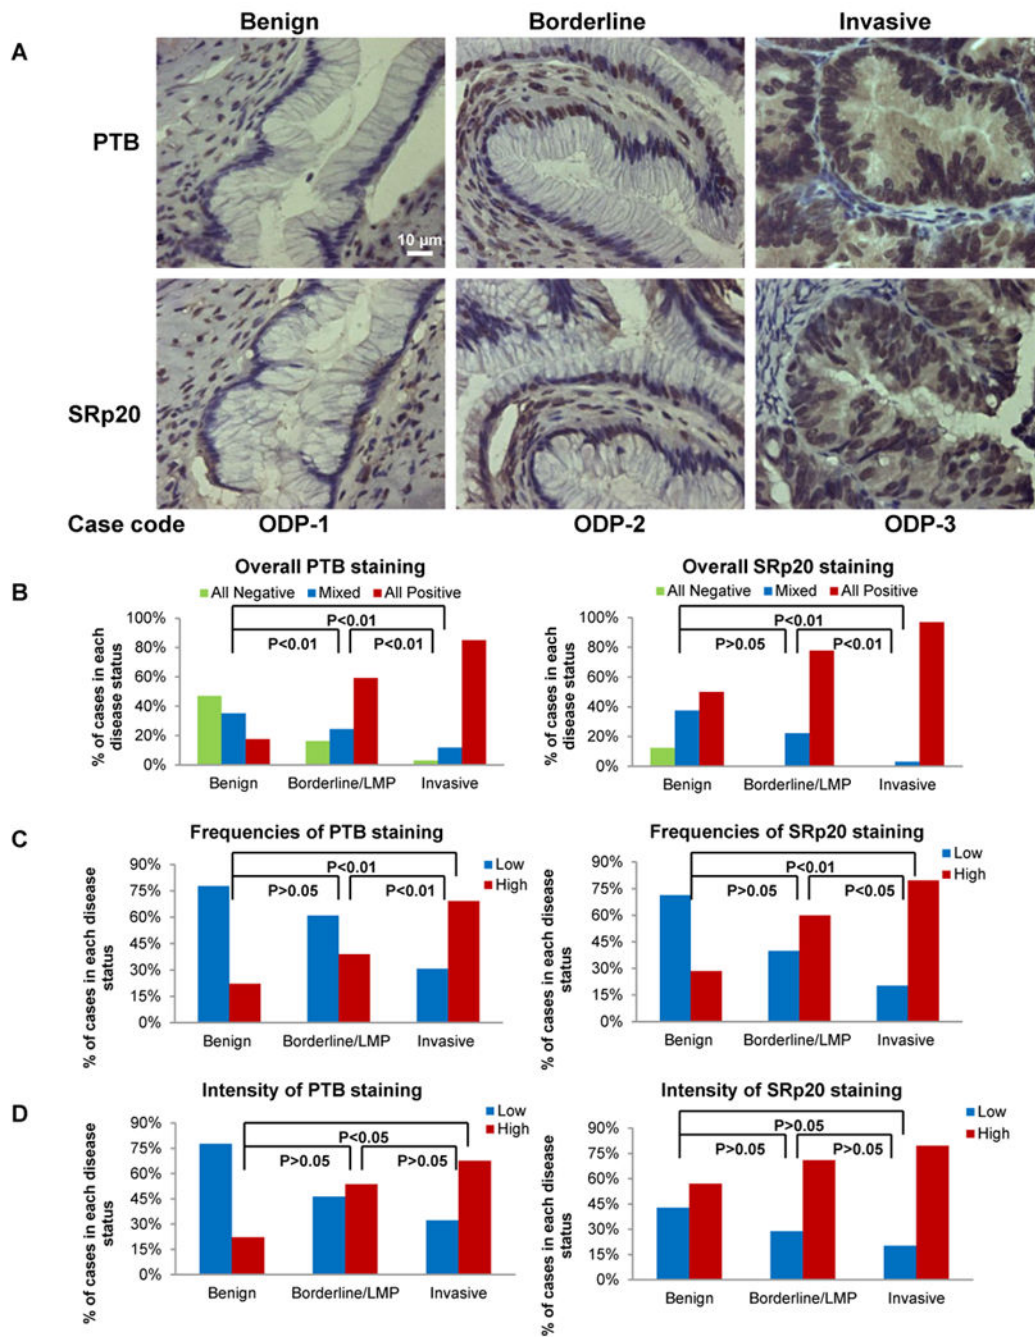 Benign Borderline Invasive
A
PTB
10 µm
SRp20
Case code ODP-1 ODP-2 ODP-3
B
Overall PTB staining
All Negative Mixed All Positive
P<0.01
P<0.01 P<0.01
100%
80%
60%
40%
20%
0%
% of cases in each
disease status
Benign Borderline/LMP Invasive
Overall SRp20 staining
All Negative Mixed All Positive
P<0.01
P>0.05 P<0.01
100%
80%
60%
40%
20%
0%
% of cases in each
disease status
Benign Borderline/LMP Invasive
C
Frequencies of PTB staining
Low
High
P<0.01
P>0.05 P<0.01
90%
75%
60%
45%
30%
15%
0%
% of cases in each disease
status
Benign Borderline/LMP Invasive
Frequencies of SRp20 staining
Low
High
P<0.01
P>0.05 P<0.05
90%
75%
60%
45%
30%
15%
0%
% of cases in each disease
status
Benign Borderline/LMP Invasive
D
Intensity of PTB staining
Low
High
P<0.05
P>0.05 P>0.05
90%
75%
60%
45%
30%
15%
0%
% of cases in each disease
status
Benign Borderline/LMP Invasive
Intensity of SRp20 staining
Low
High
P>0.05
P>0.05 P>0.05
90%
75%
60%
45%
30%
15%
0%
% of cases in each disease
status
Benign Borderline/LMP Invasive